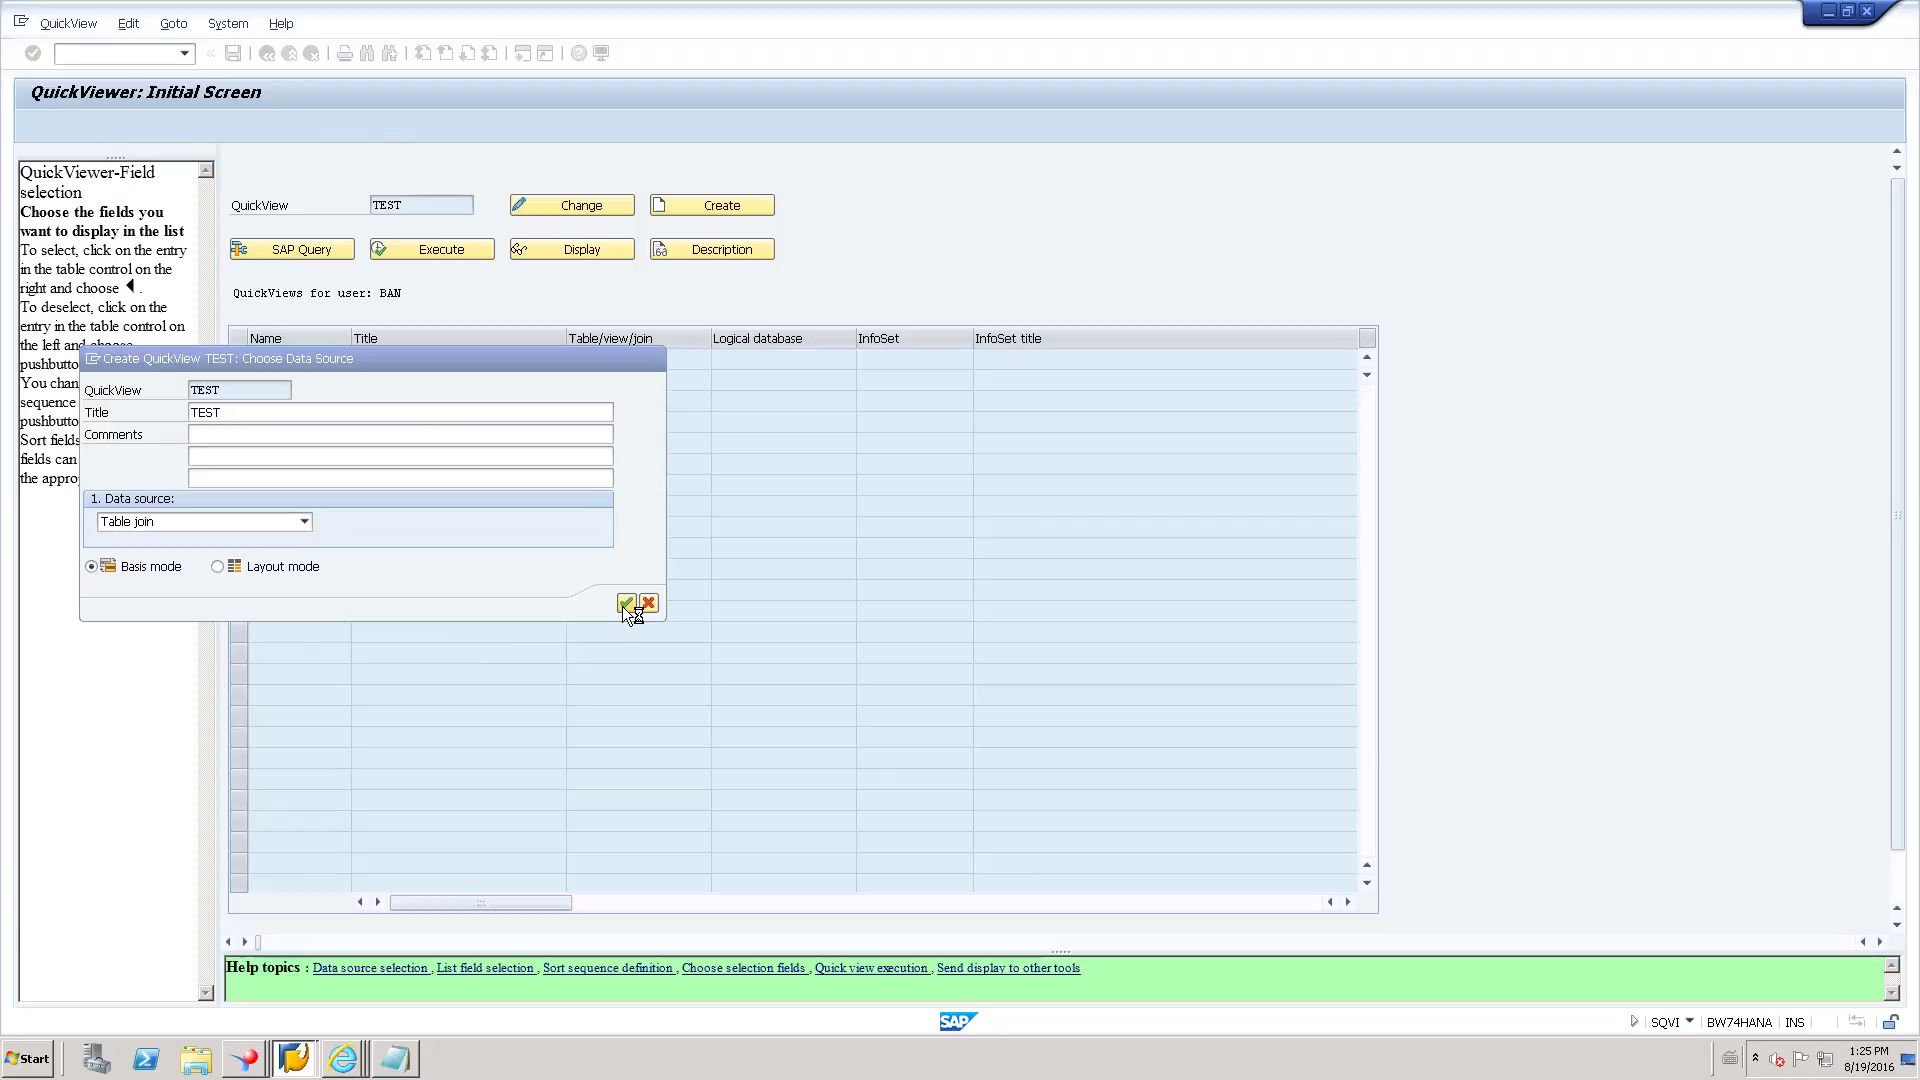 QuickView Edit Goto System Help
QuickViewer: Initial Screen
QuickViewer-Field
selection
Choose the fields you
want to display in the list
To select, click on the entry
in the table control on the
right and choose
.
To deselect, click on the
entry in the table control on
the left and choose
pushbutto
You chan
sequence
pushbutto
Sort fields
fields can
the appro
QuickView TEST Change Create
SAP Query Execute Display Description
QuickViews for user: BAN
Name Title Table/view/join Logical database InfoSet InfoSet title
Create QuickView TEST: Choose Data Source
QuickView TEST
Title TEST
Comments
1. Data source:
Table join
Basis mode Layout mode
Help topics : Data source selection , List field selection , Sort sequence definition , Choose selection fields , Quick view execution , Send display to other tools
SAP
SQVI BW74HANA INS
Start
1:25 PM
8/19/2016